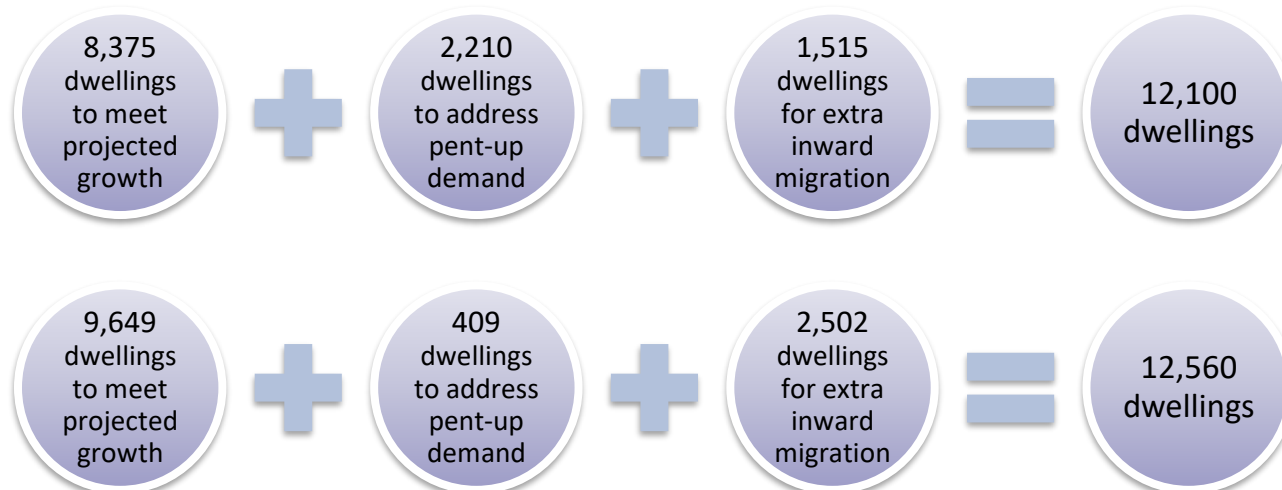 8,375
dwellings
to meet
projected
growth
2,210
dwellings
to address
pent-up
demand
1,515
dwellings
for extra
inward
migration
12,100
dwellings
9,649
dwellings
to meet
projected
growth
409
dwellings
to address
pent-up
demand
2,502
dwellings
for extra
inward
migration
12,560
dwellings